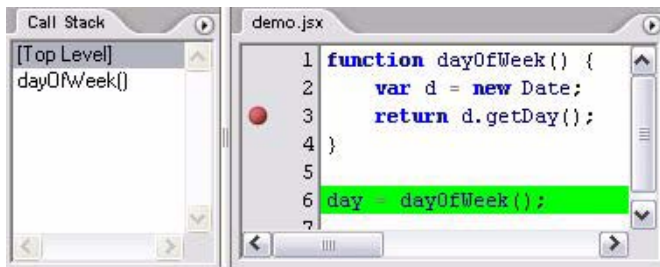 Call Stack
[Top Level]
dayOfWeek()
demo.jsx
1 function dayOfWeek() {
2 var d = new Date;
3 return d.getDay();
4 }
5
6 day = dayOfWeek();
7